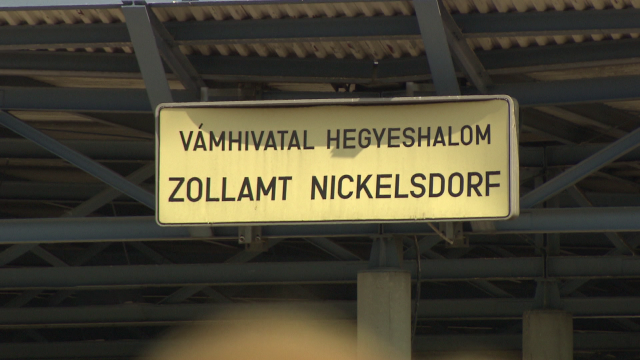 VÁMHIVATAL HEGYESHALOM
ZOLLAMT NICKELSDORF